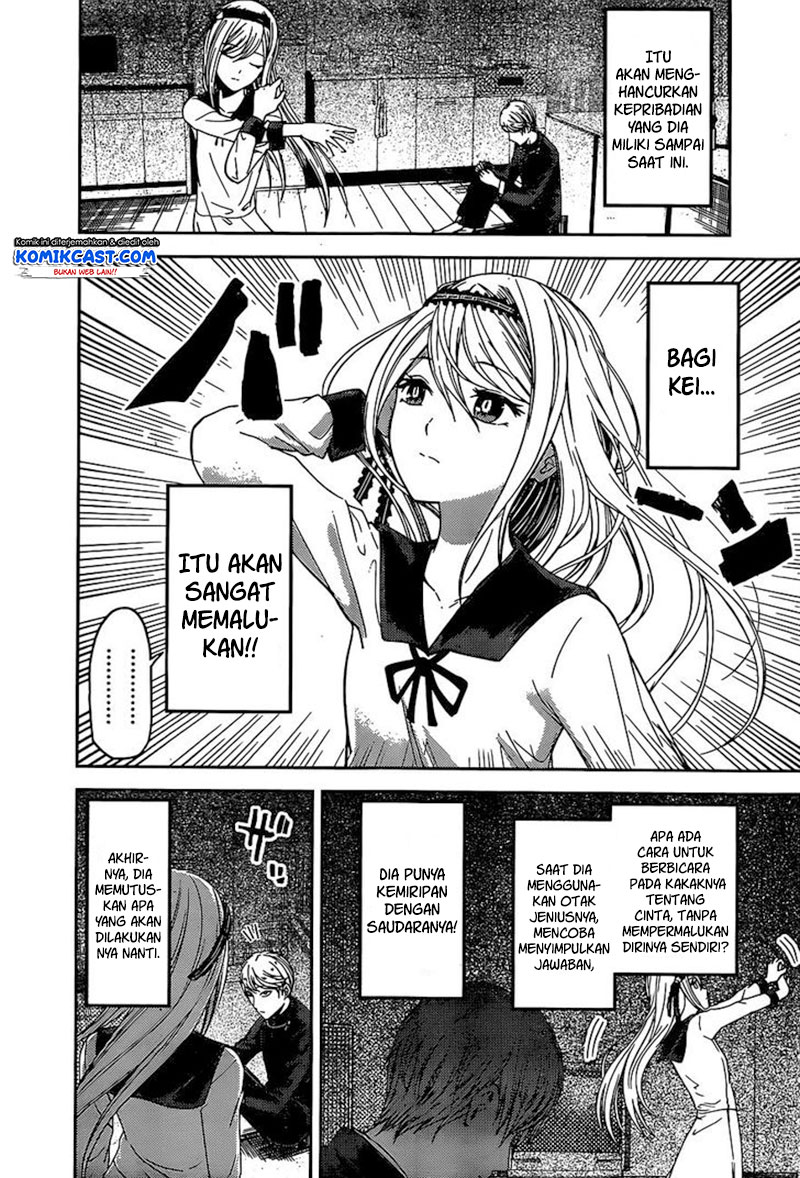 ITU
AKAN MENG-
HANCURKAN
KEPRIBADIAN
YANG DIA
MILIKI SAMPAI
SAAT INI.
Komik ini diterjemahkan & diedit oleh
KOMIKCAST.COM
BUKAN WEB LAIN!!
BAGI
KEI...
ITU AKAN
SANGAT
MEMALU-
KAN!!
.........
APA ADA
CARA UNTUK
BERBICARA
PADA KAKAKNYA
TENTANG
CINTA, TANPA
MEMPERMALUKAN
DIRINYA SENDIRI?
SAAT DIA
MENGGUNA-
KAN OTAK
JENIUSNYA,
MENCOBA
MENYIMPULKAN
JAWABAN,
DIA PUNYA
KEMIRIPAN
DENGAN
SAUDARANYA!
AKHIR-
NYA, DIA
MEMUTUS-
KAN APA
YANG AKAN
DILAKUKAN
NYA NANTI.